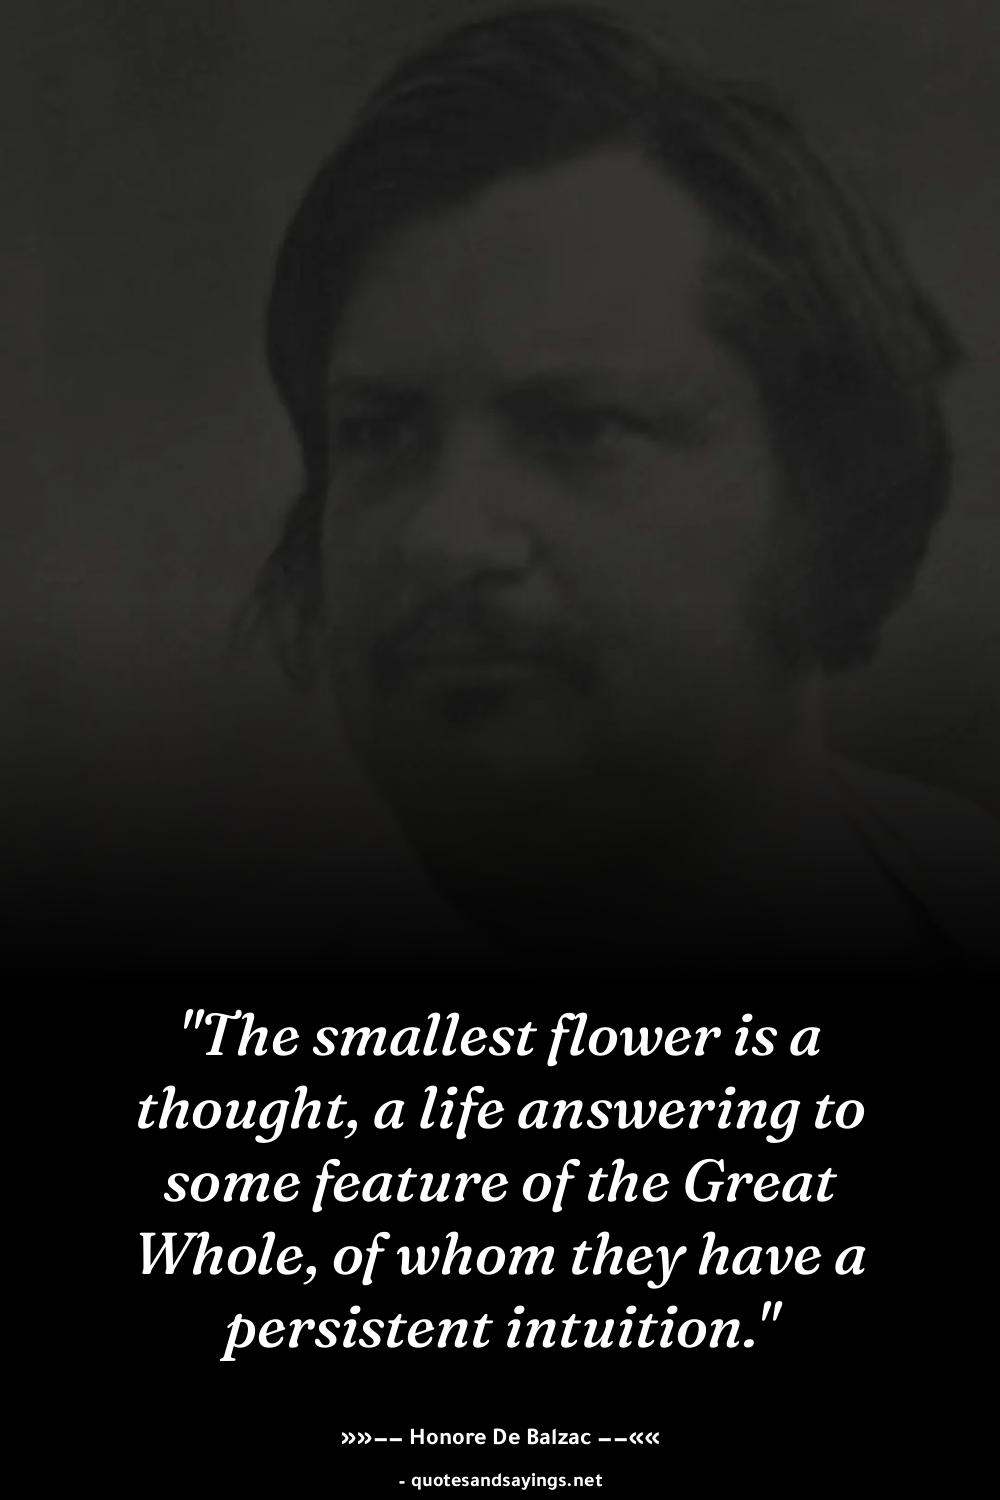 "The smallest flower is a
thought, a life answering to
some feature of the Great
Whole, of whom they have a
persistent intuition."
»»−− Honore De Balzac −−««
- quotesandsayings.net